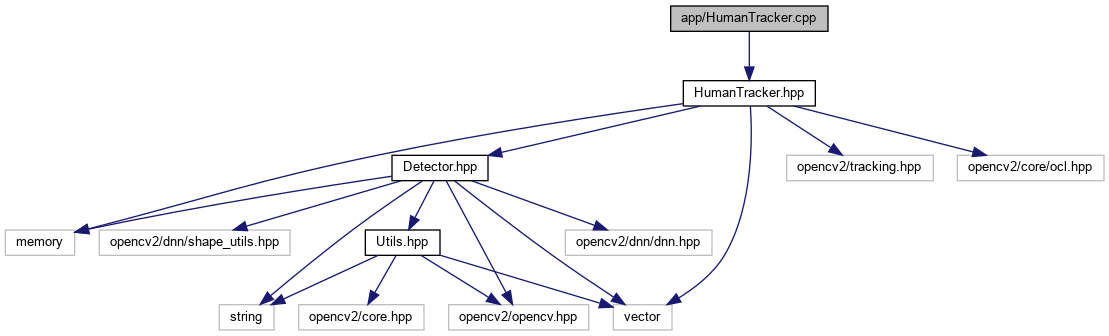 app/HumanTracker.cpp
HumanTracker.hpp
Detector.hpp
opencv2/tracking.hpp
opencv2/core/ocl.hpp
memory
opencv2/dnn/shape_utils.hpp
Utils.hpp
opencv2/dnn/dnn.hpp
string
opencv2/core.hpp
opencv2/opencv.hpp
vector